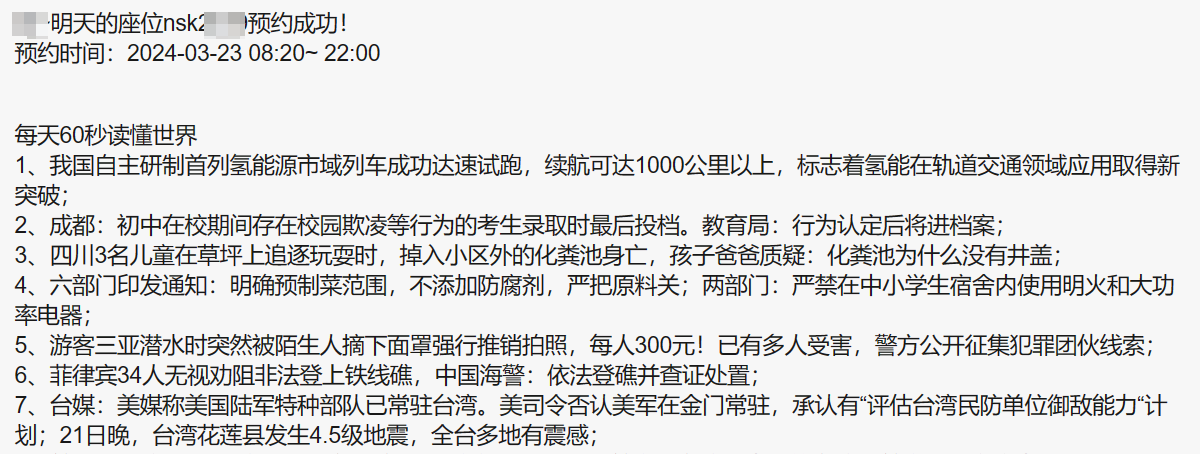 明天的座位nsk2 9预约成功！
预约时间：2024-03-23 08:20~ 22:00
每天60秒读懂世界
1、我国自主研制首列氢能源市域列车成功达速试跑，续航可达1000公里以上，标志着氢能在轨道交通领域应用取得新
突破；
2、成都：初中在校期间存在校园欺凌等行为的考生录取时最后投档。教育局：行为认定后将进档案；
3、四川3名儿童在草坪上追逐玩耍时，掉入小区外的化粪池身亡，孩子爸爸质疑：化粪池为什么没有井盖；
4、六部门印发通知：明确预制菜范围，不添加防腐剂，严把原料关；两部门：严禁在中小学生宿舍内使用明火和大功
率电器；
5、游客三亚潜水时突然被陌生人摘下面罩强行推销拍照，每人300元！已有多人受害，警方公开征集犯罪团伙线索；
6、菲律宾34人无视劝阻非法登上铁线礁，中国海警：依法登礁并查证处置；
7、台媒：美媒称美国陆军特种部队已常驻台湾。美司令否认美军在金门常驻，承认有“评估台湾民防单位御敌能力“计
划；21日晚，台湾花莲县发生4.5级地震，全台多地有震感；